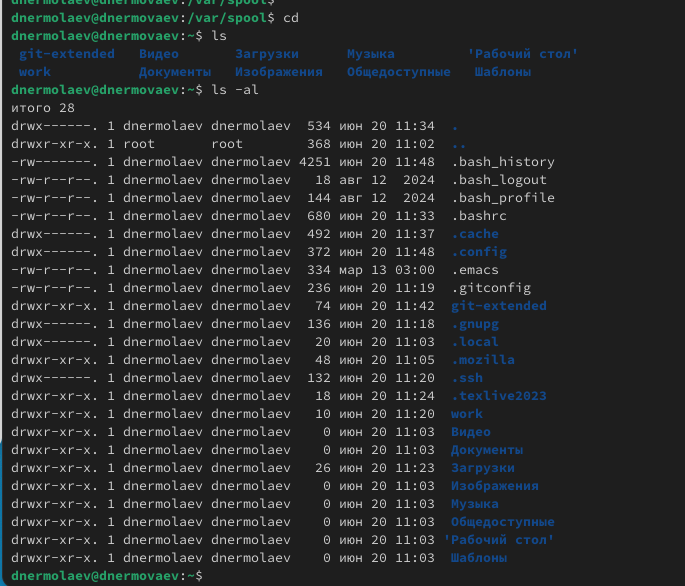 dnermolaev@dnermovaev:/var/spool$
dnermolaev@dnermovaev:/var/spool$ cd
dnermolaev@dnermovaev:~$ ls
git-extended Видео Загрузки Музыка 'Рабочий стол'
work Документы Изображения Общедоступные Шаблоны
dnermolaev@dnermovaev:~$ ls -al
итого 28
drwx------. 1 dnermolaev dnermolaev 534 июн 20 11:34 .
drwxr-xr-x. 1 root root 368 июн 20 11:02 ..
-rw-------. 1 dnermolaev dnermolaev 4251 июн 20 11:48 .bash_history
-rw-r--r--. 1 dnermolaev dnermolaev 18 авг 12 2024 .bash_logout
-rw-r--r--. 1 dnermolaev dnermolaev 144 авг 12 2024 .bash_profile
-rw-r--r--. 1 dnermolaev dnermolaev 680 июн 20 11:33 .bashrc
drwx------. 1 dnermolaev dnermolaev 492 июн 20 11:37 .cache
drwx------. 1 dnermolaev dnermolaev 372 июн 20 11:48 .config
-rw-r--r--. 1 dnermolaev dnermolaev 334 мар 13 03:00 .emacs
-rw-r--r--. 1 dnermolaev dnermolaev 236 июн 20 11:19 .gitconfig
drwxr-xr-x. 1 dnermolaev dnermolaev 74 июн 20 11:42 git-extended
drwx------. 1 dnermolaev dnermolaev 136 июн 20 11:18 .gnupg
drwx------. 1 dnermolaev dnermolaev 20 июн 20 11:03 .local
drwxr-xr-x. 1 dnermolaev dnermolaev 48 июн 20 11:05 .mozilla
drwx------. 1 dnermolaev dnermolaev 132 июн 20 11:20 .ssh
drwxr-xr-x. 1 dnermolaev dnermolaev 18 июн 20 11:24 .texlive2023
drwxr-xr-x. 1 dnermolaev dnermolaev 10 июн 20 11:20 work
drwxr-xr-x. 1 dnermolaev dnermolaev 0 июн 20 11:03 Видео
drwxr-xr-x. 1 dnermolaev dnermolaev 0 июн 20 11:03 Документы
drwxr-xr-x. 1 dnermolaev dnermolaev 26 июн 20 11:23 Загрузки
drwxr-xr-x. 1 dnermolaev dnermolaev 0 июн 20 11:03 Изображения
drwxr-xr-x. 1 dnermolaev dnermolaev 0 июн 20 11:03 Музыка
drwxr-xr-x. 1 dnermolaev dnermolaev 0 июн 20 11:03 Общедоступные
drwxr-xr-x. 1 dnermolaev dnermolaev 0 июн 20 11:03 'Рабочий стол'
drwxr-xr-x. 1 dnermolaev dnermolaev 0 июн 20 11:03 Шаблоны
dnermolaev@dnermovaev:~$